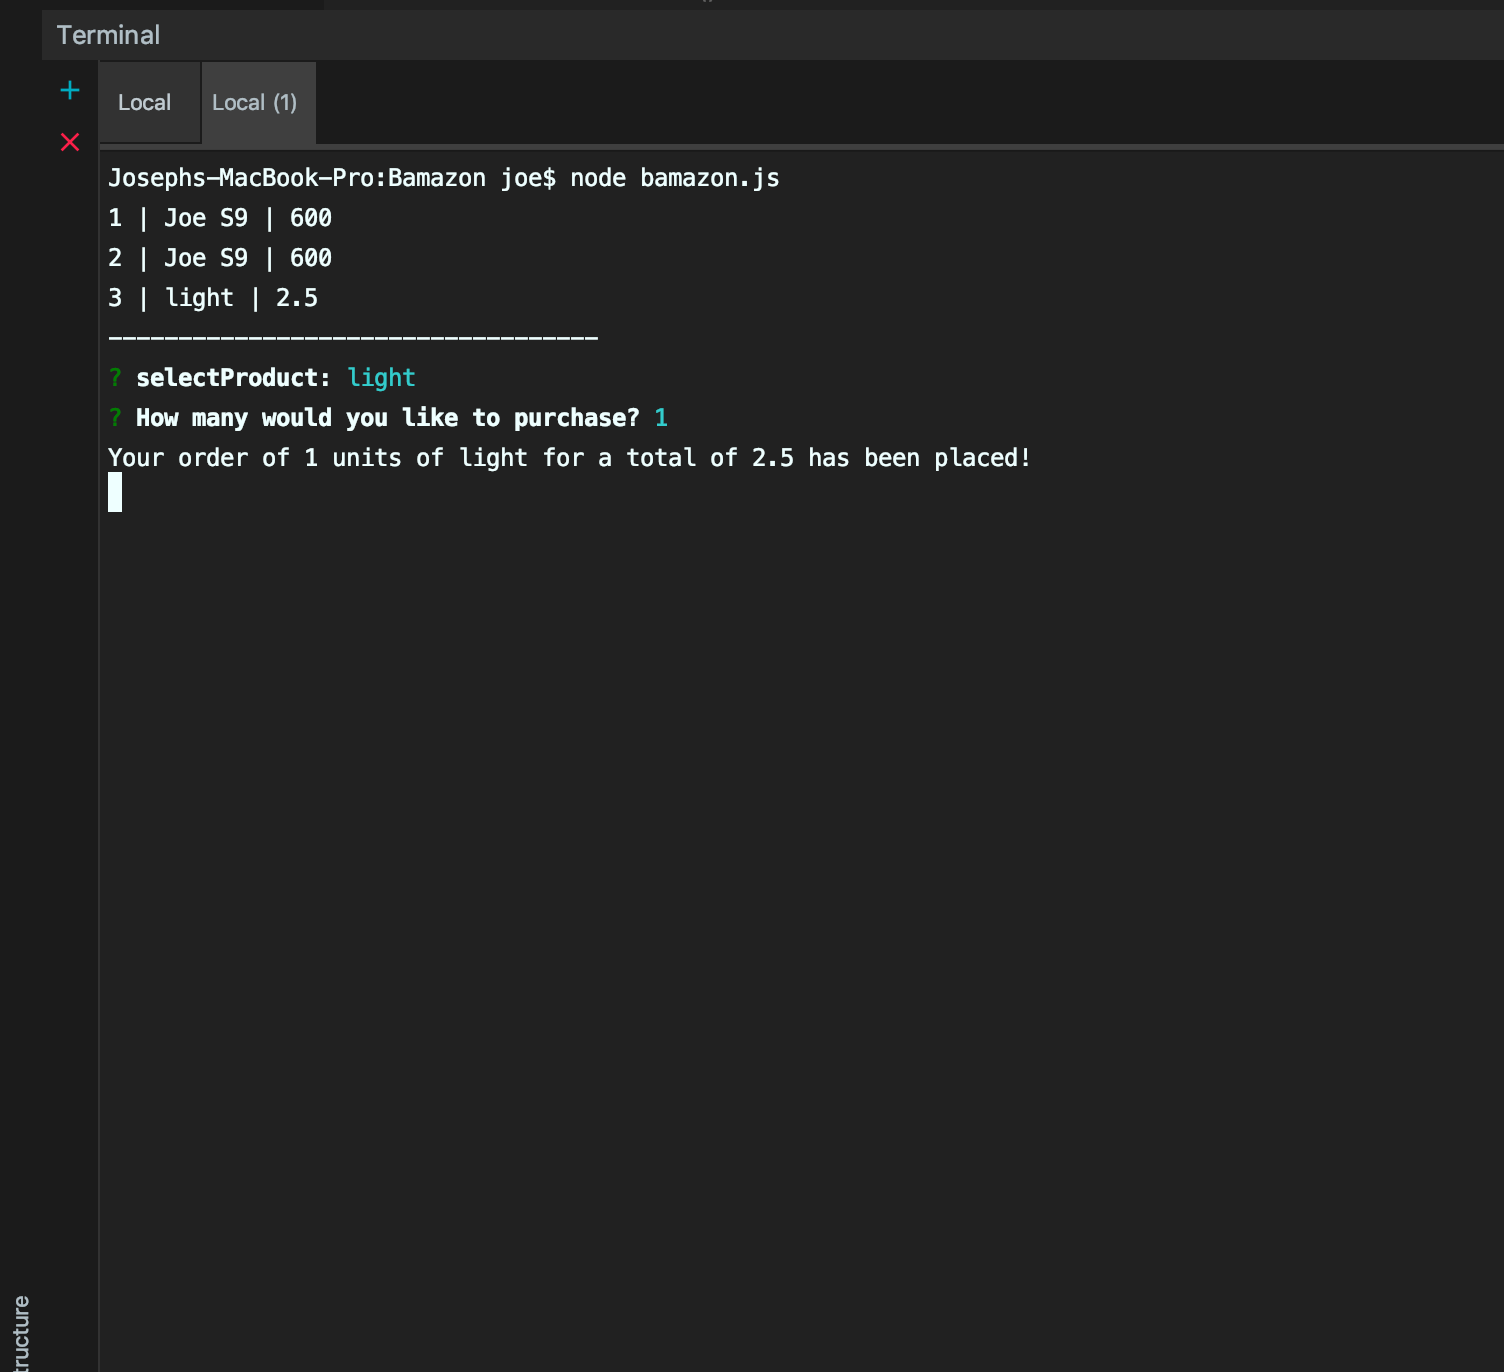 Terminal
Local
Local (1)
Josephs-MacBook-Pro:Bamazon joe$ node bamazon.js
1 | Joe S9 | 600
2 | Joe S9 | 600
3 | light | 2.5
-----------------------------------
? selectProduct: light
? How many would you like to purchase? 1
Your order of 1 units of light for a total of 2.5 has been placed!